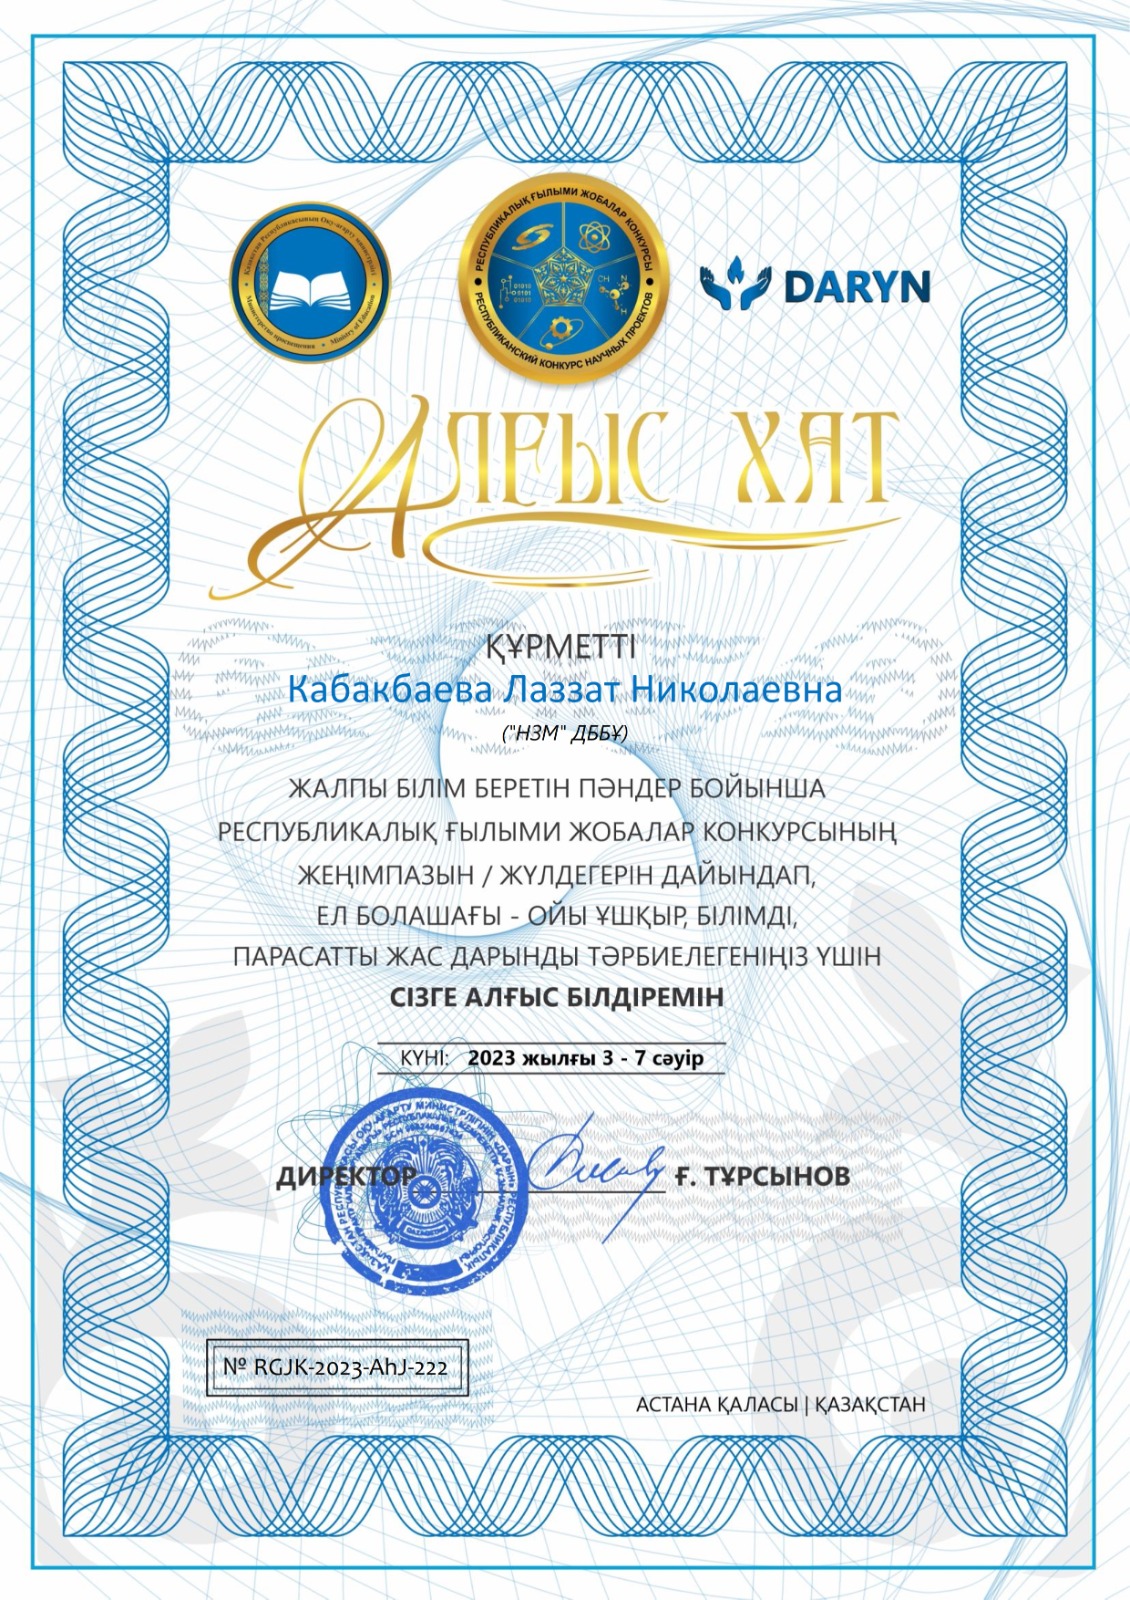 Қазақстан Республикасының Оқу-ағарту министрлігі
Министерство просвещения • Ministry of Education
РЕСПУБЛИКАЛЫҚ ҒЫЛЫМИ ЖОБАЛАР КОНКУРСЫ
РЕСПУБЛИКАНСКИЙ КОНКУРС НАУЧНЫХ ПРОЕКТОВ
DARYN
АЛҒЫС ХАТ
ҚҰРМЕТТІ
Кабакбаева Лаззат Николаевна
("НЗМ" ДББҰ)
ЖАЛПЫ БІЛІМ БЕРЕТІН ПӘНДЕР БОЙЫНША
РЕСПУБЛИКАЛЫҚ ҒЫЛЫМИ ЖОБАЛАР КОНКУРСЫНЫҢ
ЖЕҢІМПАЗЫН / ЖҮЛДЕГЕРІН ДАЙЫНДАП,
ЕЛ БОЛАШАҒЫ - ОЙЫ ҰШҚЫР, БІЛІМДІ,
ПАРАСАТТЫ ЖАС ДАРЫНДЫ ТӘРБИЕЛЕГЕНІҢІЗ ҮШІН
СІЗГЕ АЛҒЫС БІЛДІРЕМІН
КҮНІ: 2023 жылғы 3 - 7 сәуір
ДИРЕКТОР Ғ. ТҰРСЫНОВ
№ RGJK-2023-AhJ-222
АСТАНА ҚАЛАСЫ | ҚАЗАҚСТАН